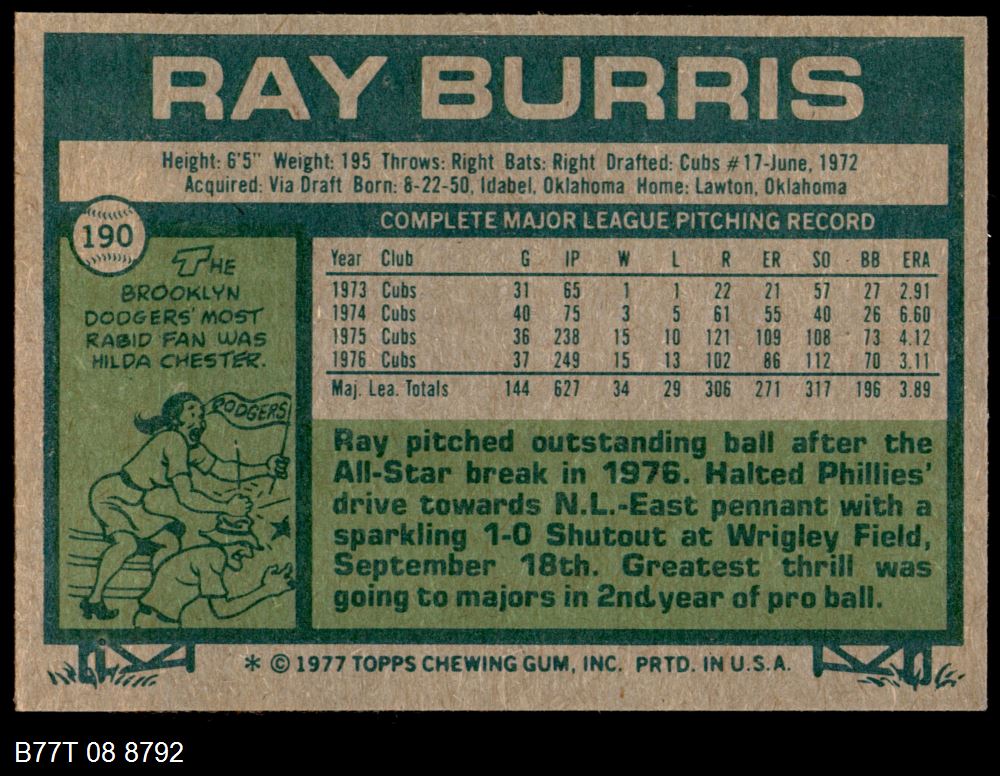 RAY BURRIS
Height: 6'5" Weight: 195 Throws: Right Bats: Right Drafted: Cubs #17-June, 1972
Acquired: Via Draft Born: 8-22-50, Idabel, Oklahoma Home: Lawton, Oklahoma
190
THE
BROOKLYN
DODGERS' MOST
RABID FAN WAS
HILDA CHESTER.
DODGERS
COMPLETE MAJOR LEAGUE PITCHING RECORD
Year Club G IP W L R ER SO BB ERA
1973 Cubs 31 65 1 1 22 21 57 27 2.91
1974 Cubs 40 75 3 5 61 55 40 26 6.60
1975 Cubs 36 238 15 10 121 109 108 73 4.12
1976 Cubs 37 249 15 13 102 86 112 70 3.11
Maj. Lea. Totals 144 627 34 29 306 271 317 196 3.89
Ray pitched outstanding ball after the
All-Star break in 1976. Halted Phillies'
drive towards N.L.-East pennant with a
sparkling 1-0 Shutout at Wrigley Field,
September 18th. Greatest thrill was
going to majors in 2nd year of pro ball.
* © 1977 TOPPS CHEWING GUM, INC. PRTD. IN U.S.A.
B77T 08 8792